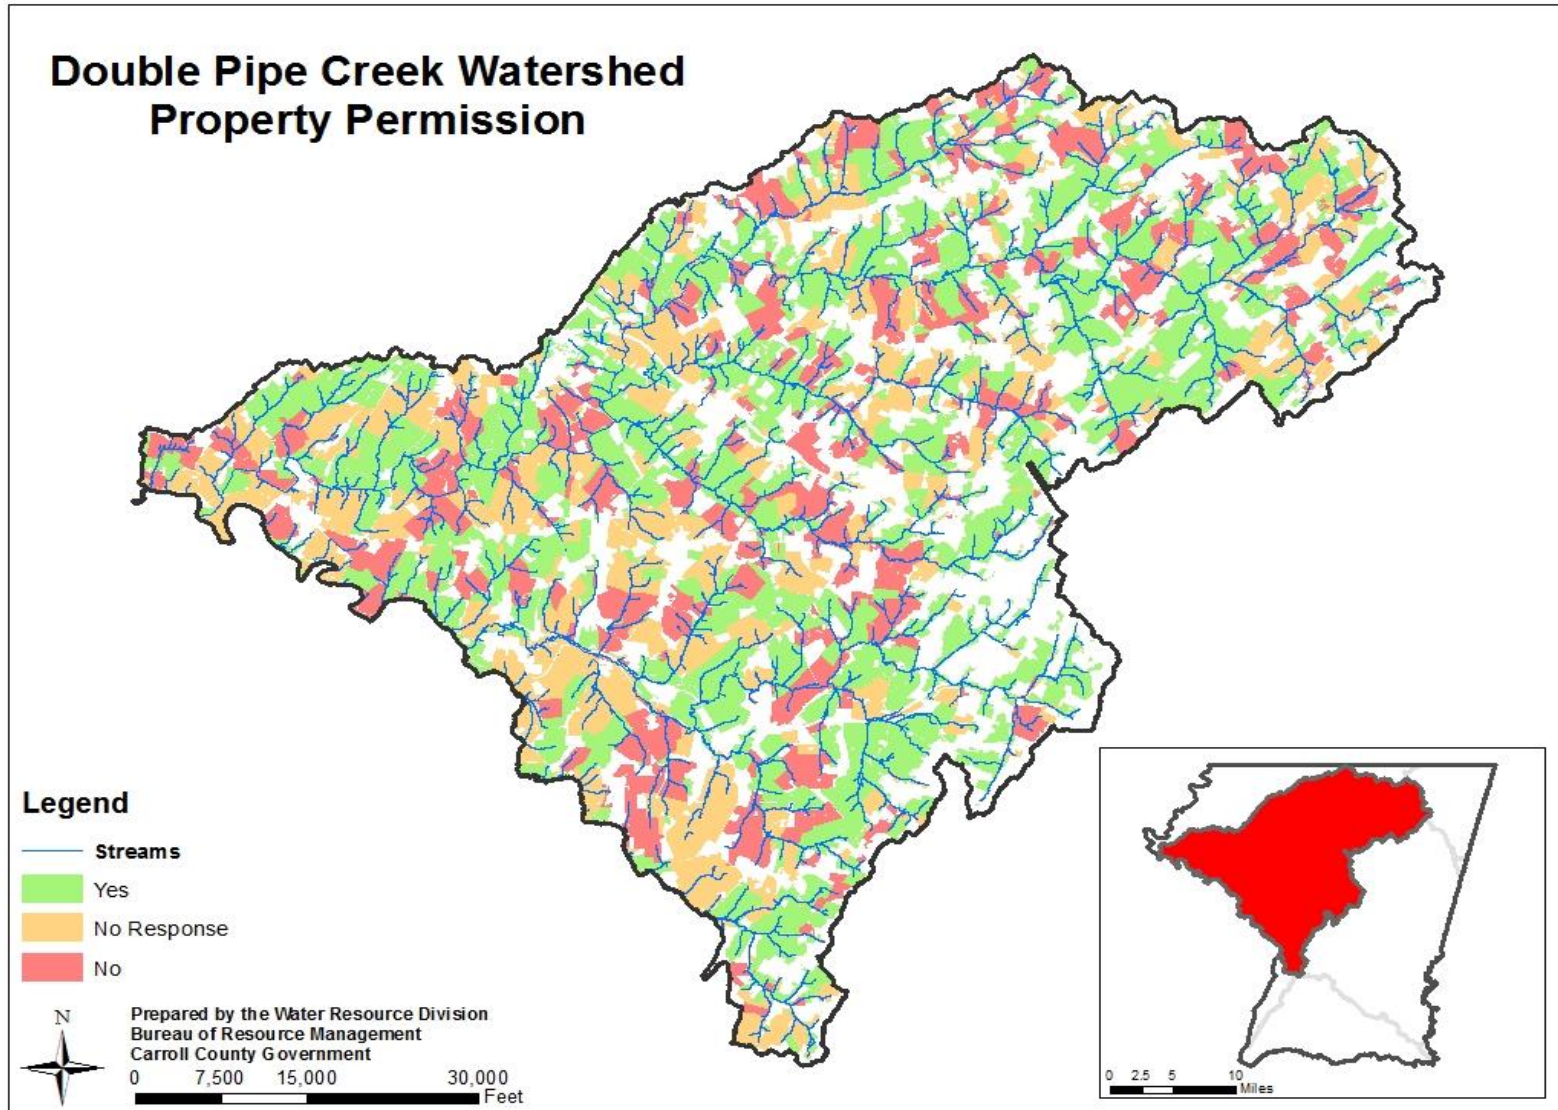 Double Pipe Creek Watershed
Property Permission
Legend
Streams
Yes
No Response
No
N
Prepared by the Water Resource Division
Bureau of Resource Management
Carroll County Government
0 7,500 15,000 30,000
Feet
0 2.5 5 10
Miles